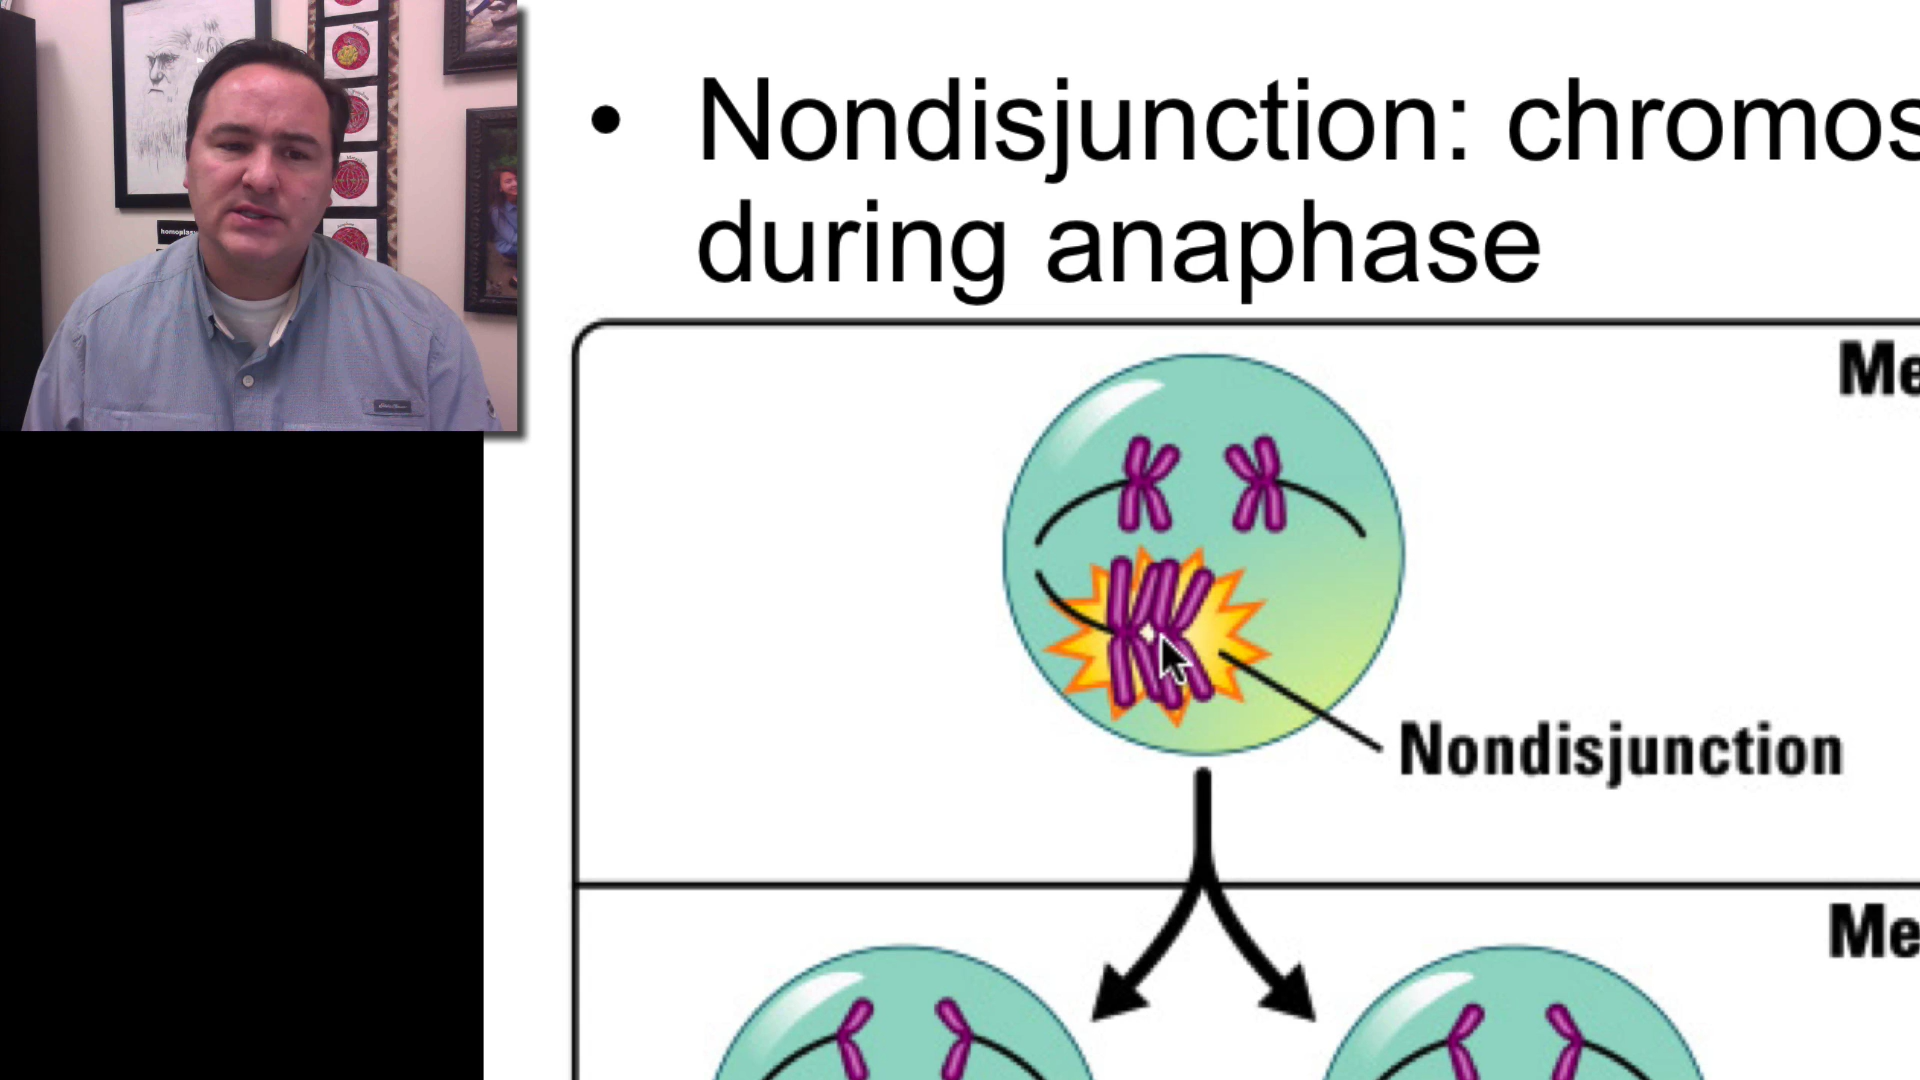 • Nondisjunction: chromos
during anaphase
Me
Nondisjunction
Me